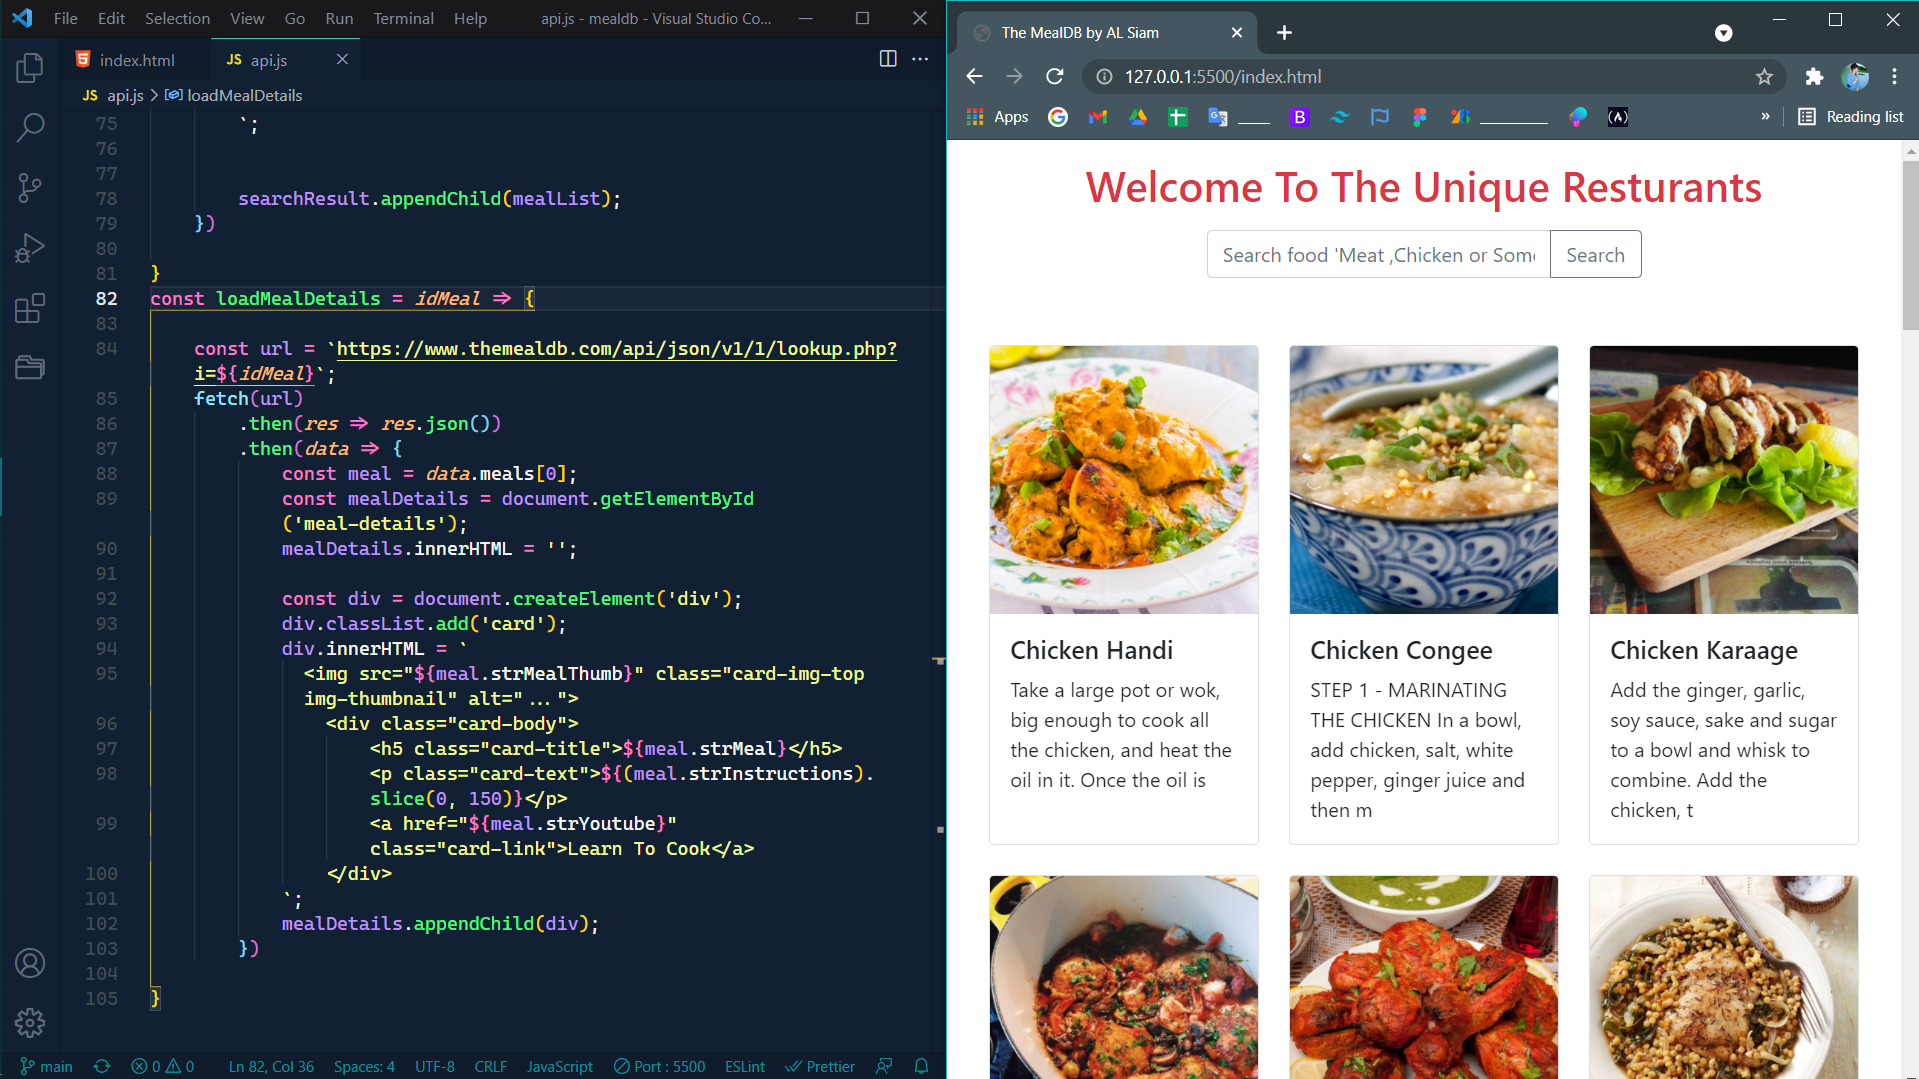 File Edit Selection View Go Run Terminal Help
api.js - mealdb - Visual Studio Co...
index.html
JS api.js
JS api.js > loadMealDetails
75 `;
76
77
78 searchResult.appendChild(mealList);
79 })
80
81 }
82 const loadMealDetails = idMeal => {
83
84 const url = `https://www.themealdb.com/api/json/v1/1/lookup.php?
i=${idMeal}`;
85 fetch(url)
86 .then(res => res.json())
87 .then(data => {
88 const meal = data.meals[0];
89 const mealDetails = document.getElementById
('meal-details');
90 mealDetails.innerHTML = '';
91
92 const div = document.createElement('div');
93 div.classList.add('card');
94 div.innerHTML = `
95 <img src="${meal.strMealThumb}" class="card-img-top
img-thumbnail" alt="...">
96 <div class="card-body">
97 <h5 class="card-title">${meal.strMeal}</h5>
98 <p class="card-text">${(meal.strInstructions).
slice(0, 150)}</p>
99 <a href="${meal.strYoutube}"
class="card-link">Learn To Cook</a>
100 </div>
101 `;
102 mealDetails.appendChild(div);
103 })
104
105 }
main 0 0 Ln 82, Col 36 Spaces: 4 UTF-8 CRLF JavaScript Port : 5500 ESLint Prettier
The MealDB by AL Siam
127.0.0.1:5500/index.html
Apps
____
B
________
»
Reading list
Welcome To The Unique Resturants
Search food 'Meat ,Chicken or Som
Search
Chicken Handi
Take a large pot or wok,
big enough to cook all
the chicken, and heat the
oil in it. Once the oil is
Chicken Congee
STEP 1 - MARINATING
THE CHICKEN In a bowl,
add chicken, salt, white
pepper, ginger juice and
then m
Chicken Karaage
Add the ginger, garlic,
soy sauce, sake and sugar
to a bowl and whisk to
combine. Add the
chicken, t